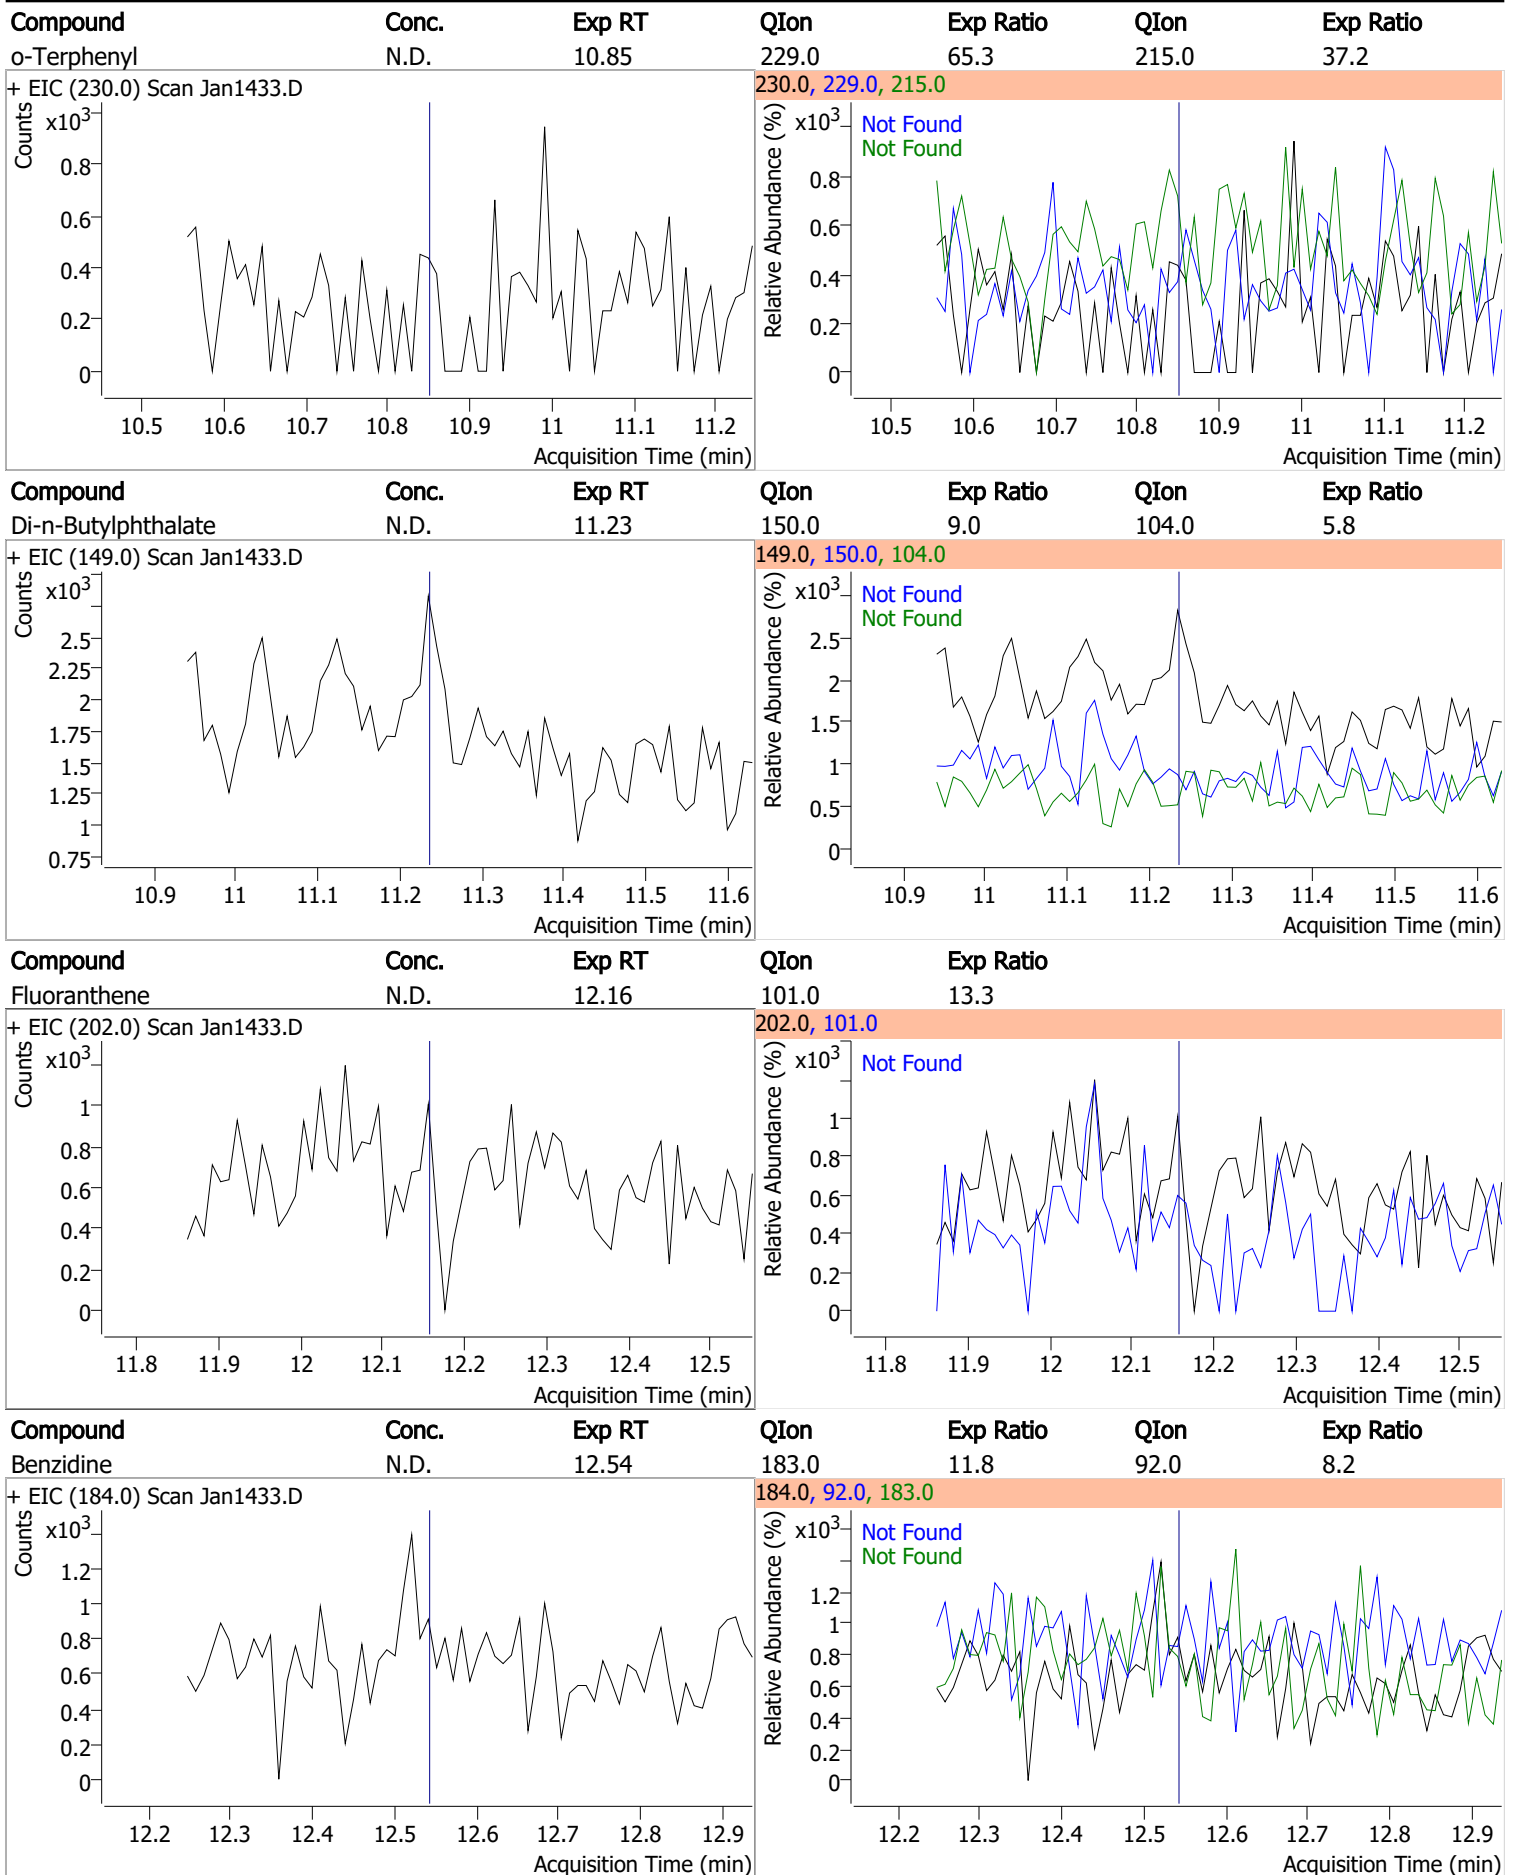 Compound Conc. Exp RT QIon Exp Ratio QIon Exp Ratio
o-Terphenyl N.D. 10.85 229.0 65.3 215.0 37.2
+ EIC (230.0) Scan Jan1433.D
Counts
x10³
0.8
0.6
0.4
0.2
0
10.5 10.6 10.7 10.8 10.9 11 11.1 11.2
Acquisition Time (min)
230.0, 229.0, 215.0
Relative Abundance (%)
x10³
Not Found
Not Found
0.8
0.6
0.4
0.2
0
10.5 10.6 10.7 10.8 10.9 11 11.1 11.2
Acquisition Time (min)
Compound Conc. Exp RT QIon Exp Ratio QIon Exp Ratio
Di-n-Butylphthalate N.D. 11.23 150.0 9.0 104.0 5.8
+ EIC (149.0) Scan Jan1433.D
Counts
x10³
2.5
2.25
2
1.75
1.5
1.25
1
0.75
10.9 11 11.1 11.2 11.3 11.4 11.5 11.6
Acquisition Time (min)
149.0, 150.0, 104.0
Relative Abundance (%)
x10³
Not Found
Not Found
2.5
2
1.5
1
0.5
0
10.9 11 11.1 11.2 11.3 11.4 11.5 11.6
Acquisition Time (min)
Compound Conc. Exp RT QIon Exp Ratio
Fluoranthene N.D. 12.16 101.0 13.3
+ EIC (202.0) Scan Jan1433.D
Counts
x10³
1
0.8
0.6
0.4
0.2
0
11.8 11.9 12 12.1 12.2 12.3 12.4 12.5
Acquisition Time (min)
202.0, 101.0
Relative Abundance (%)
x10³
Not Found
1
0.8
0.6
0.4
0.2
0
11.8 11.9 12 12.1 12.2 12.3 12.4 12.5
Acquisition Time (min)
Compound Conc. Exp RT QIon Exp Ratio QIon Exp Ratio
Benzidine N.D. 12.54 183.0 11.8 92.0 8.2
+ EIC (184.0) Scan Jan1433.D
Counts
x10³
1.2
1
0.8
0.6
0.4
0.2
0
12.2 12.3 12.4 12.5 12.6 12.7 12.8 12.9
Acquisition Time (min)
184.0, 92.0, 183.0
Relative Abundance (%)
x10³
Not Found
Not Found
1.2
1
0.8
0.6
0.4
0.2
0
12.2 12.3 12.4 12.5 12.6 12.7 12.8 12.9
Acquisition Time (min)